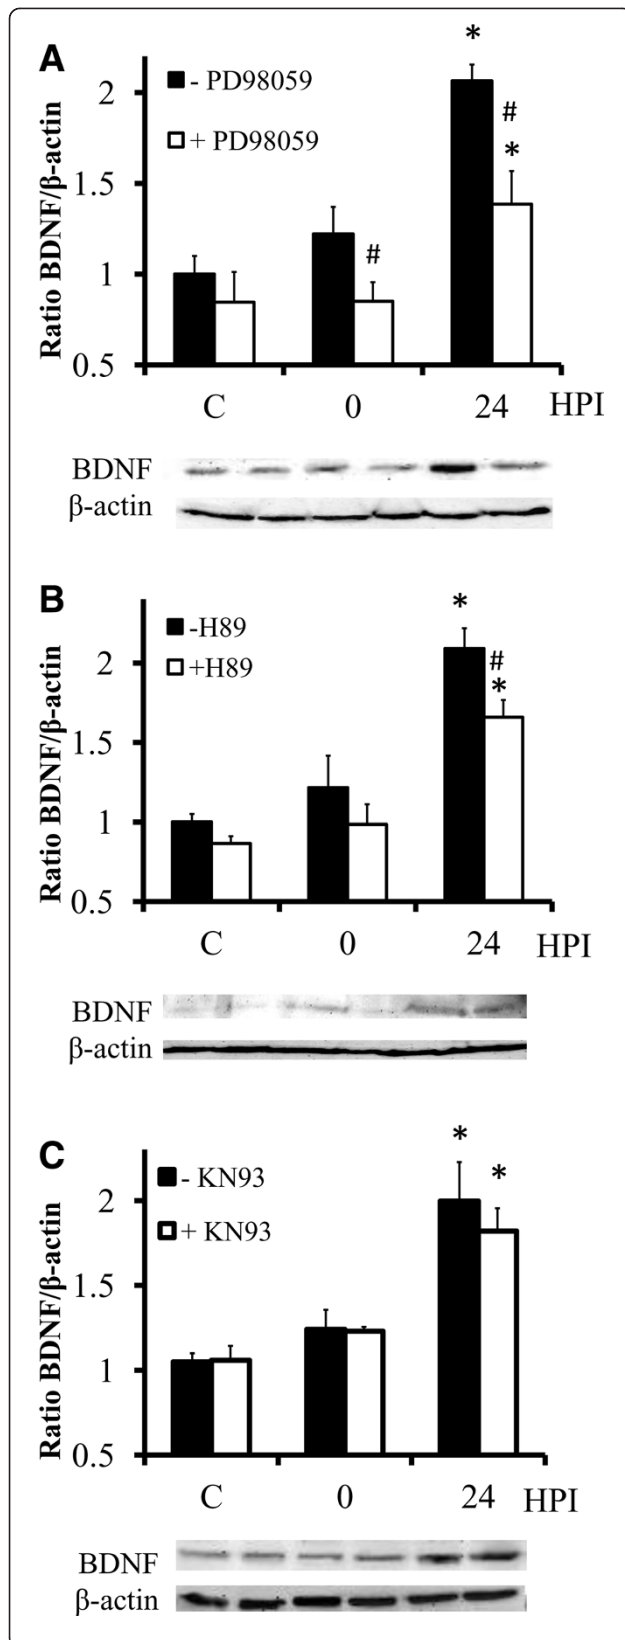 A
*
2
- PD98059
#
+ PD98059
*
1.5
#
1
Ratio BDNF/β-actin
0.5
C 0 24 HPI
BDNF
β-actin
B
*
-H89
2
+H89
#
*
1.5
1
Ratio BDNF/β-actin
0.5
C 0 24 HPI
BDNF
β-actin
C
*
- KN93
*
2
+ KN93
1.5
1
Ratio BDNF/β-actin
0.5
C 0 24 HPI
BDNF
β-actin